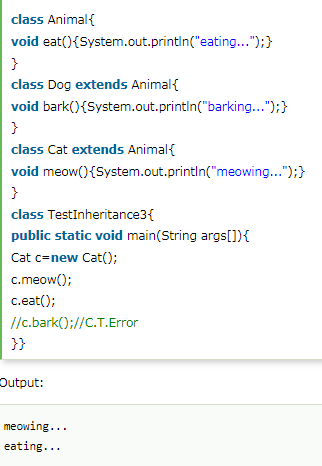 class Animal{
void eat(){System.out.println("eating...");}
}
class Dog extends Animal{
void bark(){System.out.println("barking...");}
}
class Cat extends Animal{
void meow(){System.out.println("meowing...");}
}
class TestInheritance3{
public static void main(String args[]){
Cat c=new Cat();
c.meow();
c.eat();
//c.bark();//C.T.Error
}}
Output:
meowing...
eating...